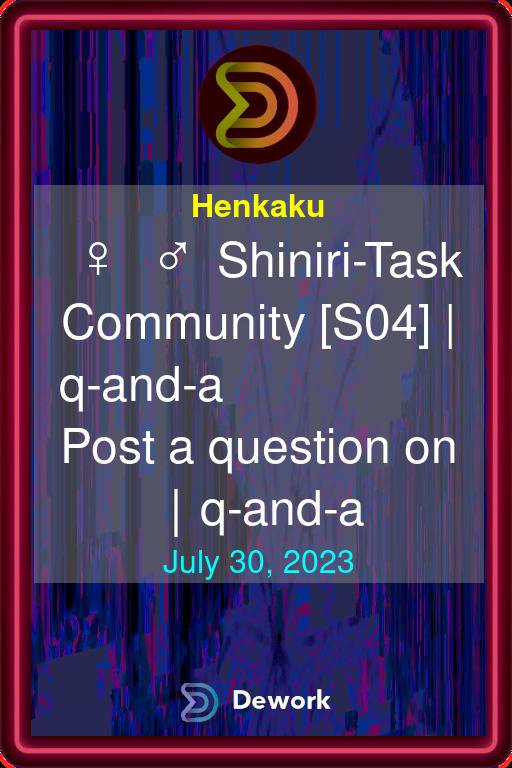 Henkaku
♀ ♂ Shiniri-Task
Community [S04] |
q-and-a
Post a question on
| q-and-a
July 30, 2023
Dework